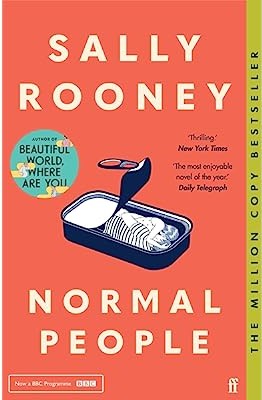 SALLY
ROONEY
AUTHOR OF
BEAUTIFUL
WORLD,
WHERE ARE
YOU
'Thrilling.'
New York Times
'The most enjoyable
novel of the year.'
Daily Telegraph
THE MILLION COPY BESTSELLER
NORMAL
PEOPLE
Now a BBC Programme BBC
ff